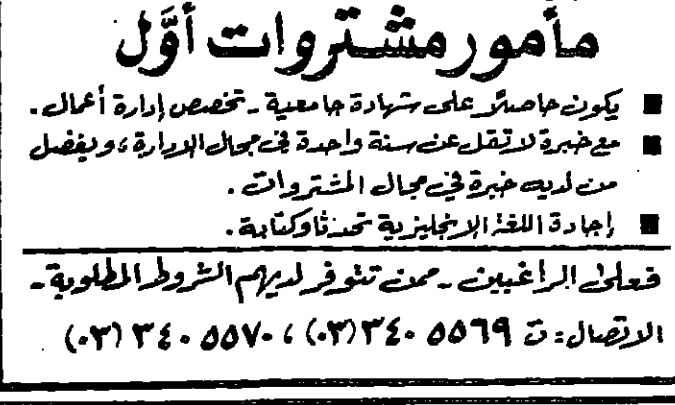 مأمور مشتروات أوَّل
■ يكون حاصلاً على شهادة جامعية - تخصص إدارة أعمال.
■ مع خبرة لا تقل عن سنة واحدة في مجال الإدارة، ويفضل
من لديه خبرة في مجال المشتروات.
■ إجادة اللغة الإنجليزية تحدثاً وكتابة.
فعلى الراغبين - ممن تتوفر لديهم الشروط المطلوبة -
الاتصال: ت ٣٤٠٥٥٦٩ (٠٣)، ٣٤٠٥٥٧٠ (٠٣)